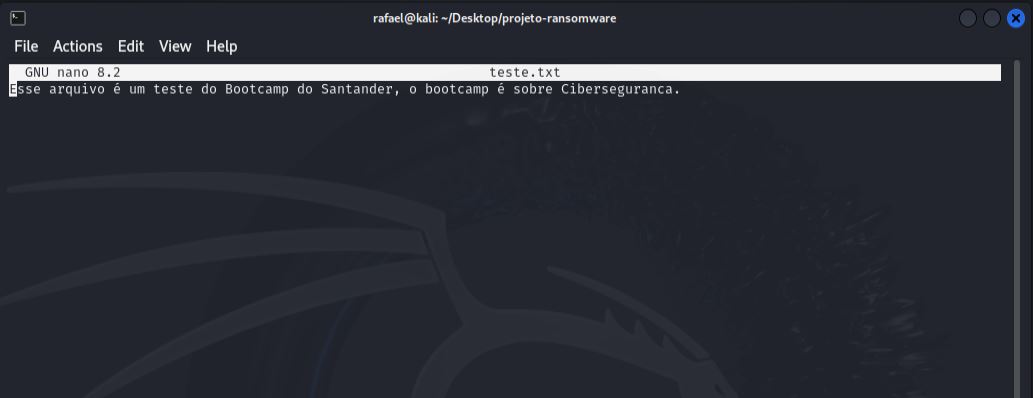 rafael@kali: ~/Desktop/projeto-ransomware
File Actions Edit View Help
GNU nano 8.2 teste.txt
Esse arquivo é um teste do Bootcamp do Santander, o bootcamp é sobre Ciberseguranca.